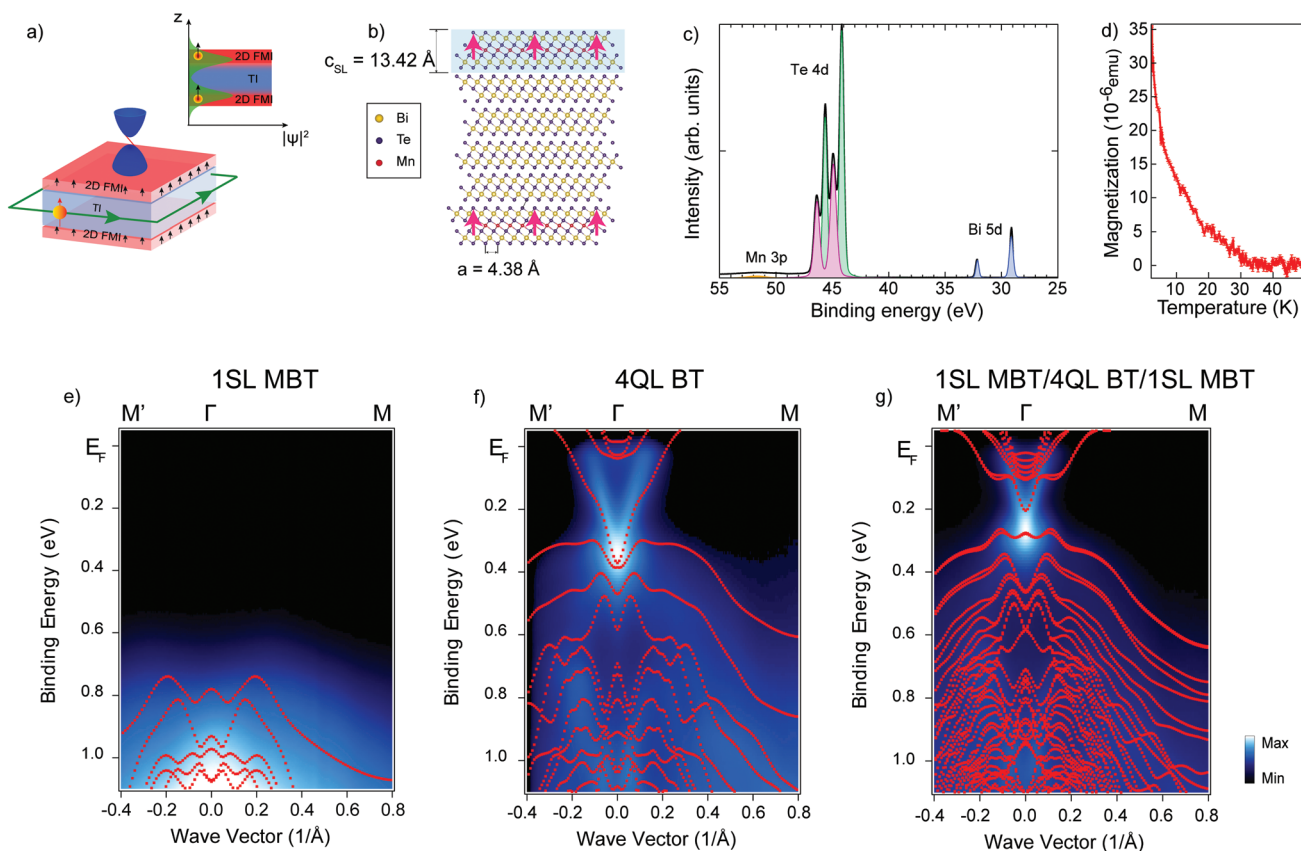 a)
z
2D FMI
TI
2D FMI
|Ψ|²
2D FMI
TI
2D FMI
b)
c_SL = 13.42 Å
Bi
Te
Mn
a = 4.38 Å
c)
Intensity (arb. units)
Te 4d
Mn 3p
Bi 5d
55 50 45 40 35 30 25
Binding energy (eV)
d)
Magnetization (10⁻⁶emu)
35
30
25
20
15
10
5
0
10 20 30 40
Temperature (K)
1SL MBT
e)
M' Γ M
E_F
0.2
0.4
0.6
0.8
1.0
Binding Energy (eV)
-0.4 -0.2 0.0 0.2 0.4 0.6 0.8
Wave Vector (1/Å)
4QL BT
f)
M' Γ M
E_F
0.2
0.4
0.6
0.8
1.0
Binding Energy (eV)
-0.4 -0.2 0.0 0.2 0.4 0.6 0.8
Wave Vector (1/Å)
1SL MBT/4QL BT/1SL MBT
g)
M' Γ M
E_F
0.2
0.4
0.6
0.8
1.0
Binding Energy (eV)
-0.4 -0.2 0.0 0.2 0.4 0.6 0.8
Wave Vector (1/Å)
Max
Min